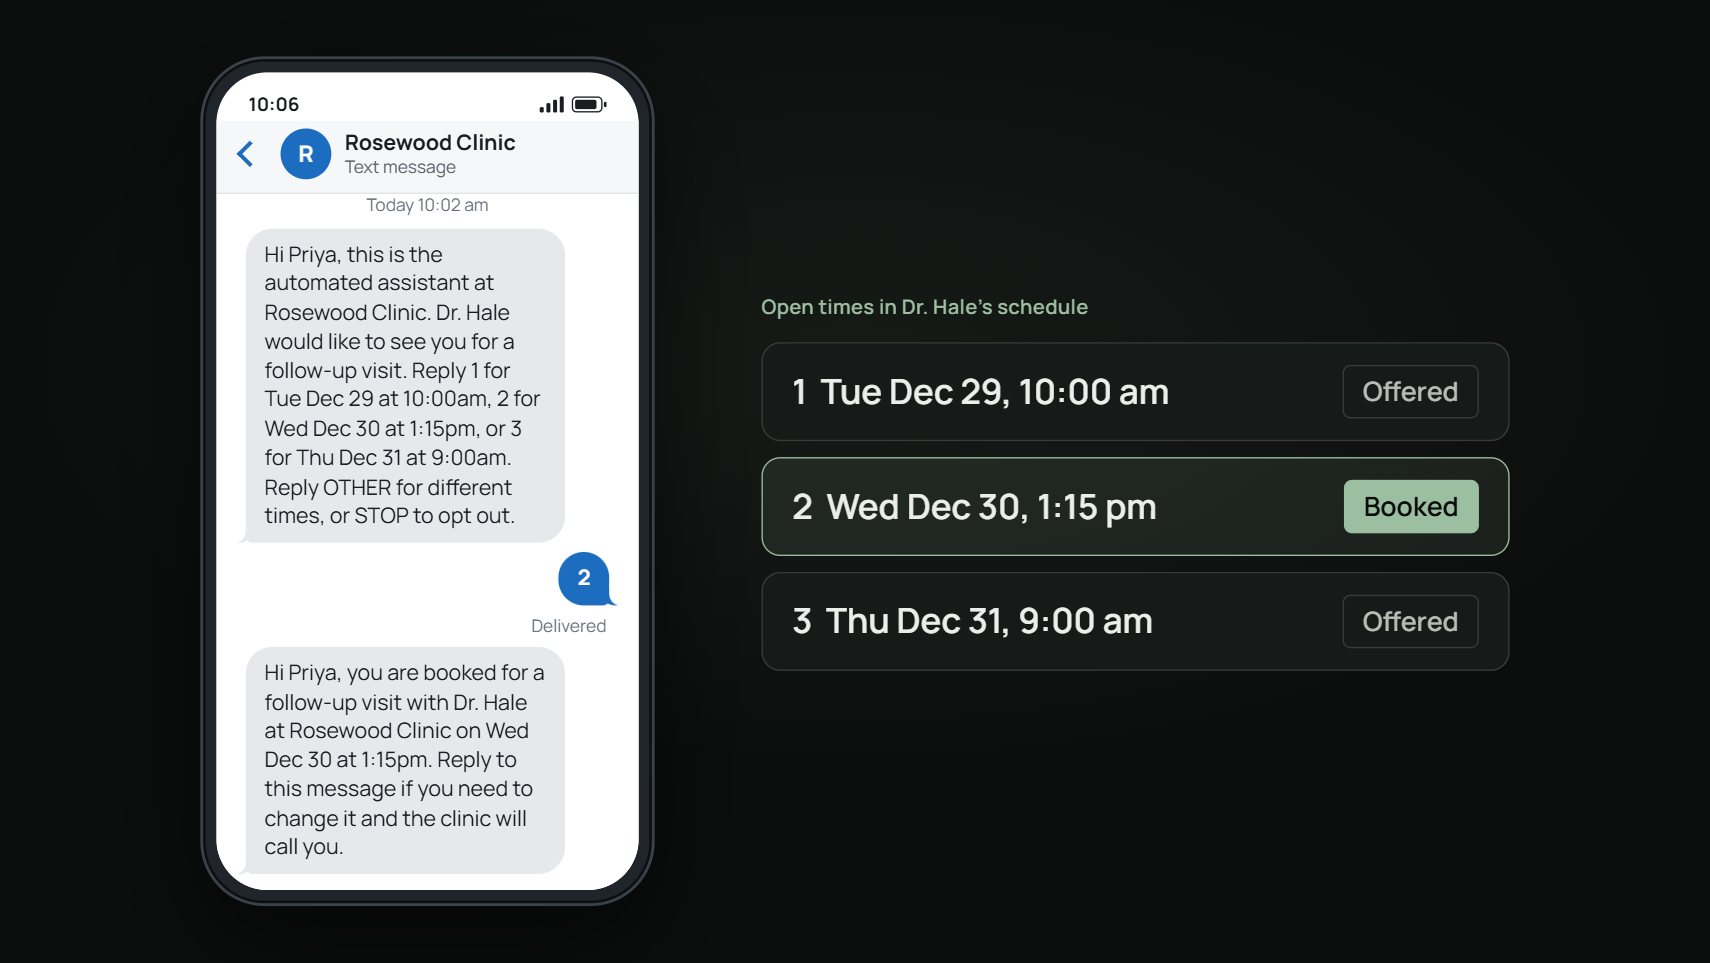 10:06
R
Rosewood Clinic
Text message
Today 10:02 am
Hi Priya, this is the
automated assistant at
Rosewood Clinic. Dr. Hale
would like to see you for a
follow-up visit. Reply 1 for
Tue Dec 29 at 10:00am, 2 for
Wed Dec 30 at 1:15pm, or 3
for Thu Dec 31 at 9:00am.
Reply OTHER for different
times, or STOP to opt out.
2
Delivered
Hi Priya, you are booked for a
follow-up visit with Dr. Hale
at Rosewood Clinic on Wed
Dec 30 at 1:15pm. Reply to
this message if you need to
change it and the clinic will
call you.
Open times in Dr. Hale’s schedule
1 Tue Dec 29, 10:00 am Offered
2 Wed Dec 30, 1:15 pm Booked
3 Thu Dec 31, 9:00 am Offered